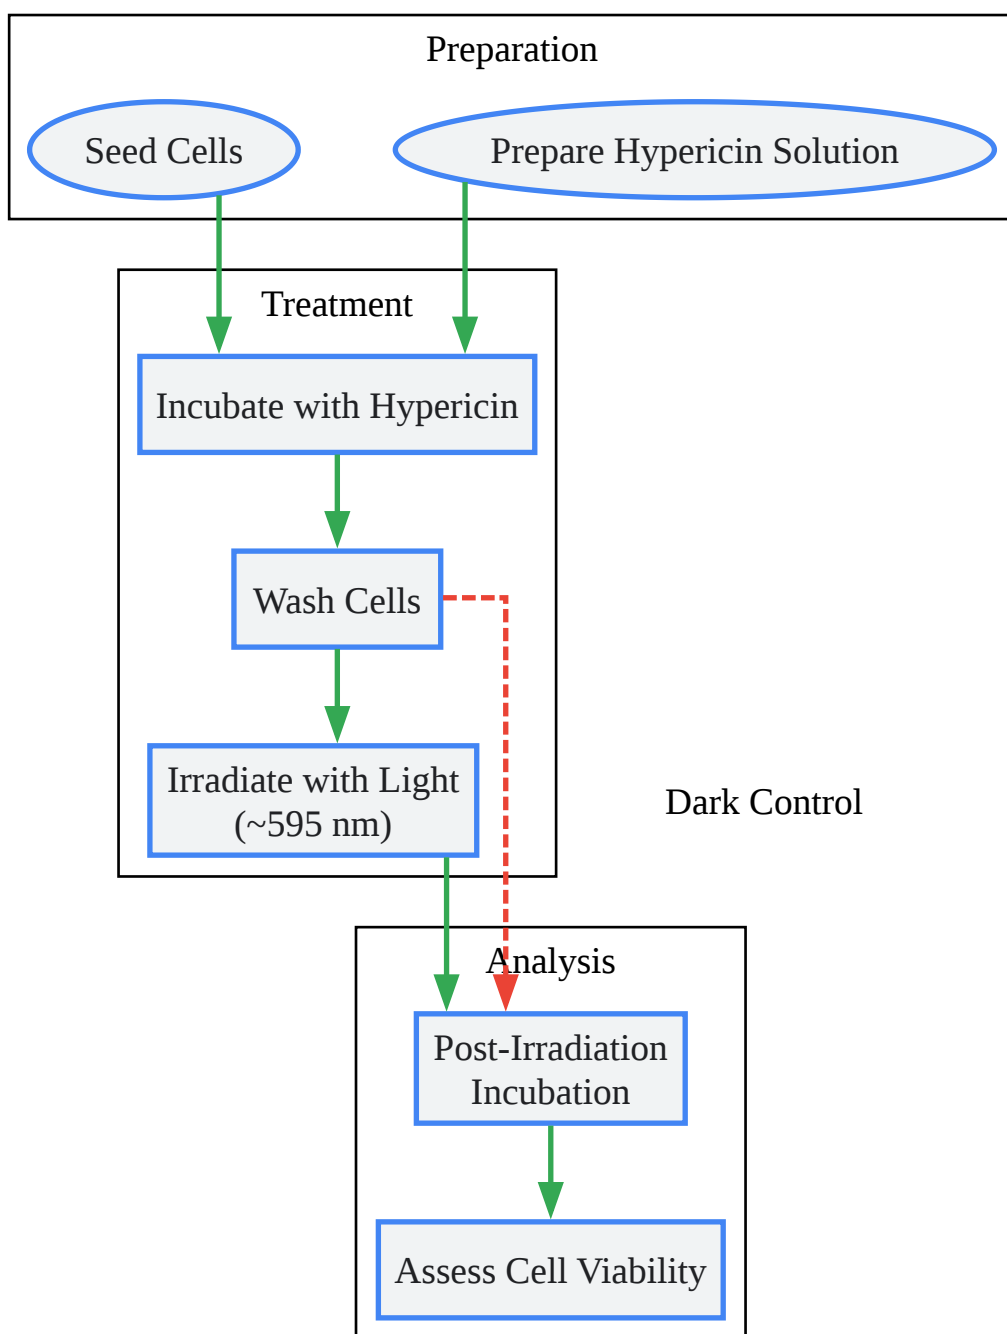 Preparation
Seed Cells
Prepare Hypericin Solution
Treatment
Incubate with Hypericin
Wash Cells
Irradiate with Light
(~595 nm)
Dark Control
Analysis
Post-Irradiation
Incubation
Assess Cell Viability